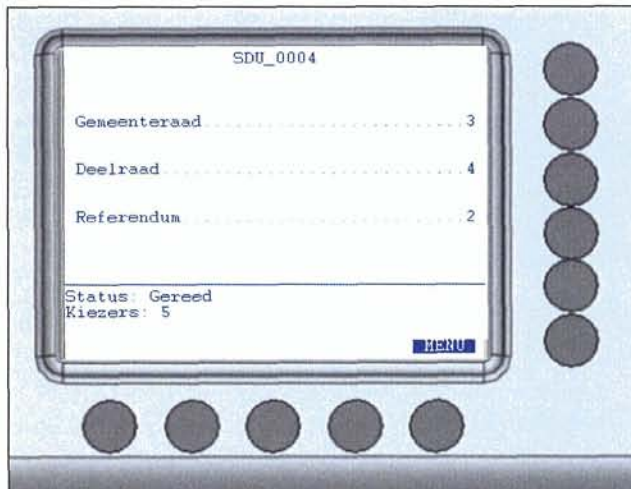 SDU_0004
Gemeenteraad 3
Deelraad 4
Referendum 2
Status: Gereed
Kiezers: 5
MENU